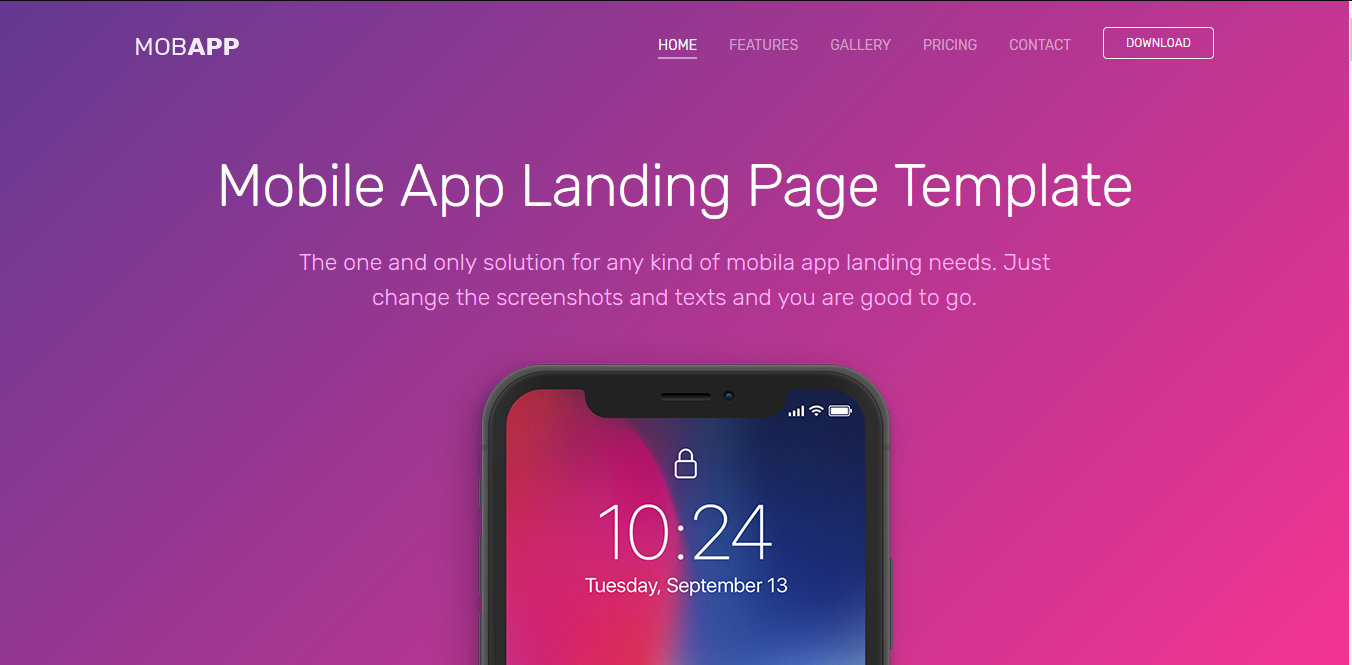 MOBAPP
HOME FEATURES GALLERY PRICING CONTACT DOWNLOAD
Mobile App Landing Page Template
The one and only solution for any kind of mobila app landing needs. Just
change the screenshots and texts and you are good to go.
10:24
Tuesday, September 13